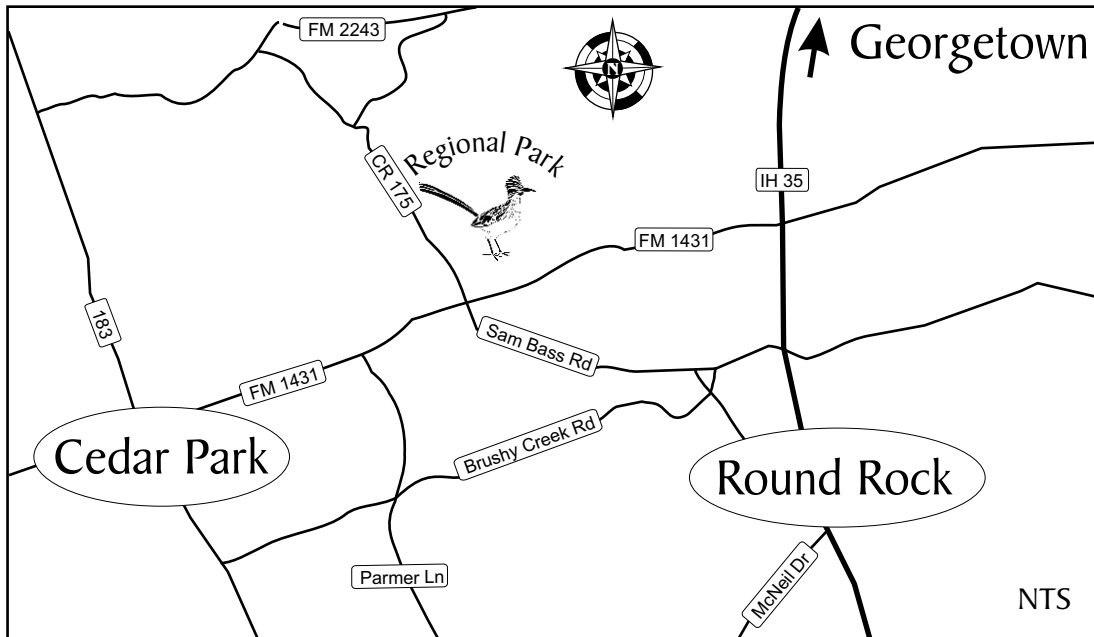 FM 2243
N
Georgetown
Regional Park
CR 175
IH 35
FM 1431
183
Sam Bass Rd
FM 1431
Brushy Creek Rd
Cedar Park
Round Rock
Parmer Ln
McNeil Dr
NTS